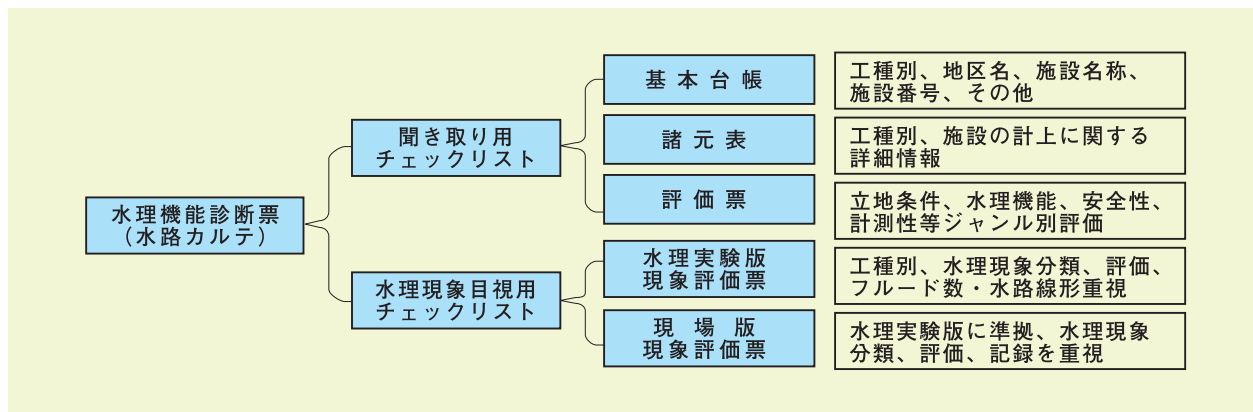 水理機能診断票
（水路カルテ）
聞き取り用
チェックリスト
基本台帳
工種別、地区名、施設名称、
施設番号、その他
諸元表
工種別、施設の計上に関する
詳細情報
評価票
立地条件、水理機能、安全性、
計測性等ジャンル別評価
水理現象目視用
チェックリスト
水理実験版
現象評価票
工種別、水理現象分類、評価、
フルード数・水路線形重視
現場版
現象評価票
水理実験版に準拠、水理現象
分類、評価、記録を重視